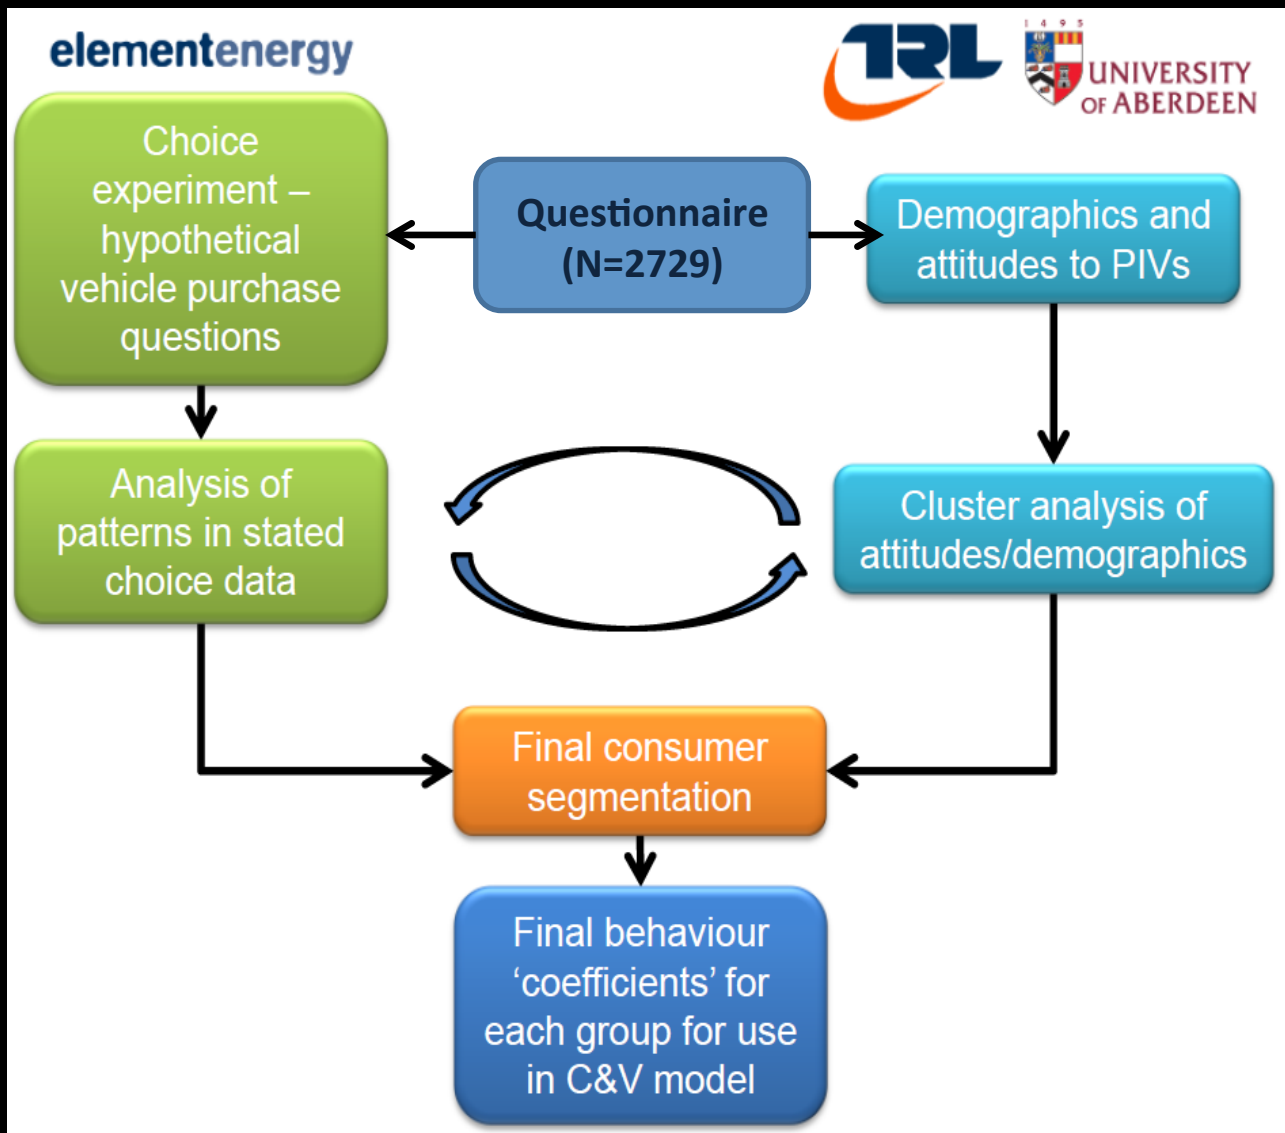 elementenergy
TRL
1 4 9 5
UNIVERSITY
OF ABERDEEN
Choice
experiment –
hypothetical
vehicle purchase
questions
Questionnaire
(N=2729)
Demographics and
attitudes to PIVs
Analysis of
patterns in stated
choice data
Cluster analysis of
attitudes/demographics
Final consumer
segmentation
Final behaviour
‘coefficients’ for
each group for use
in C&V model